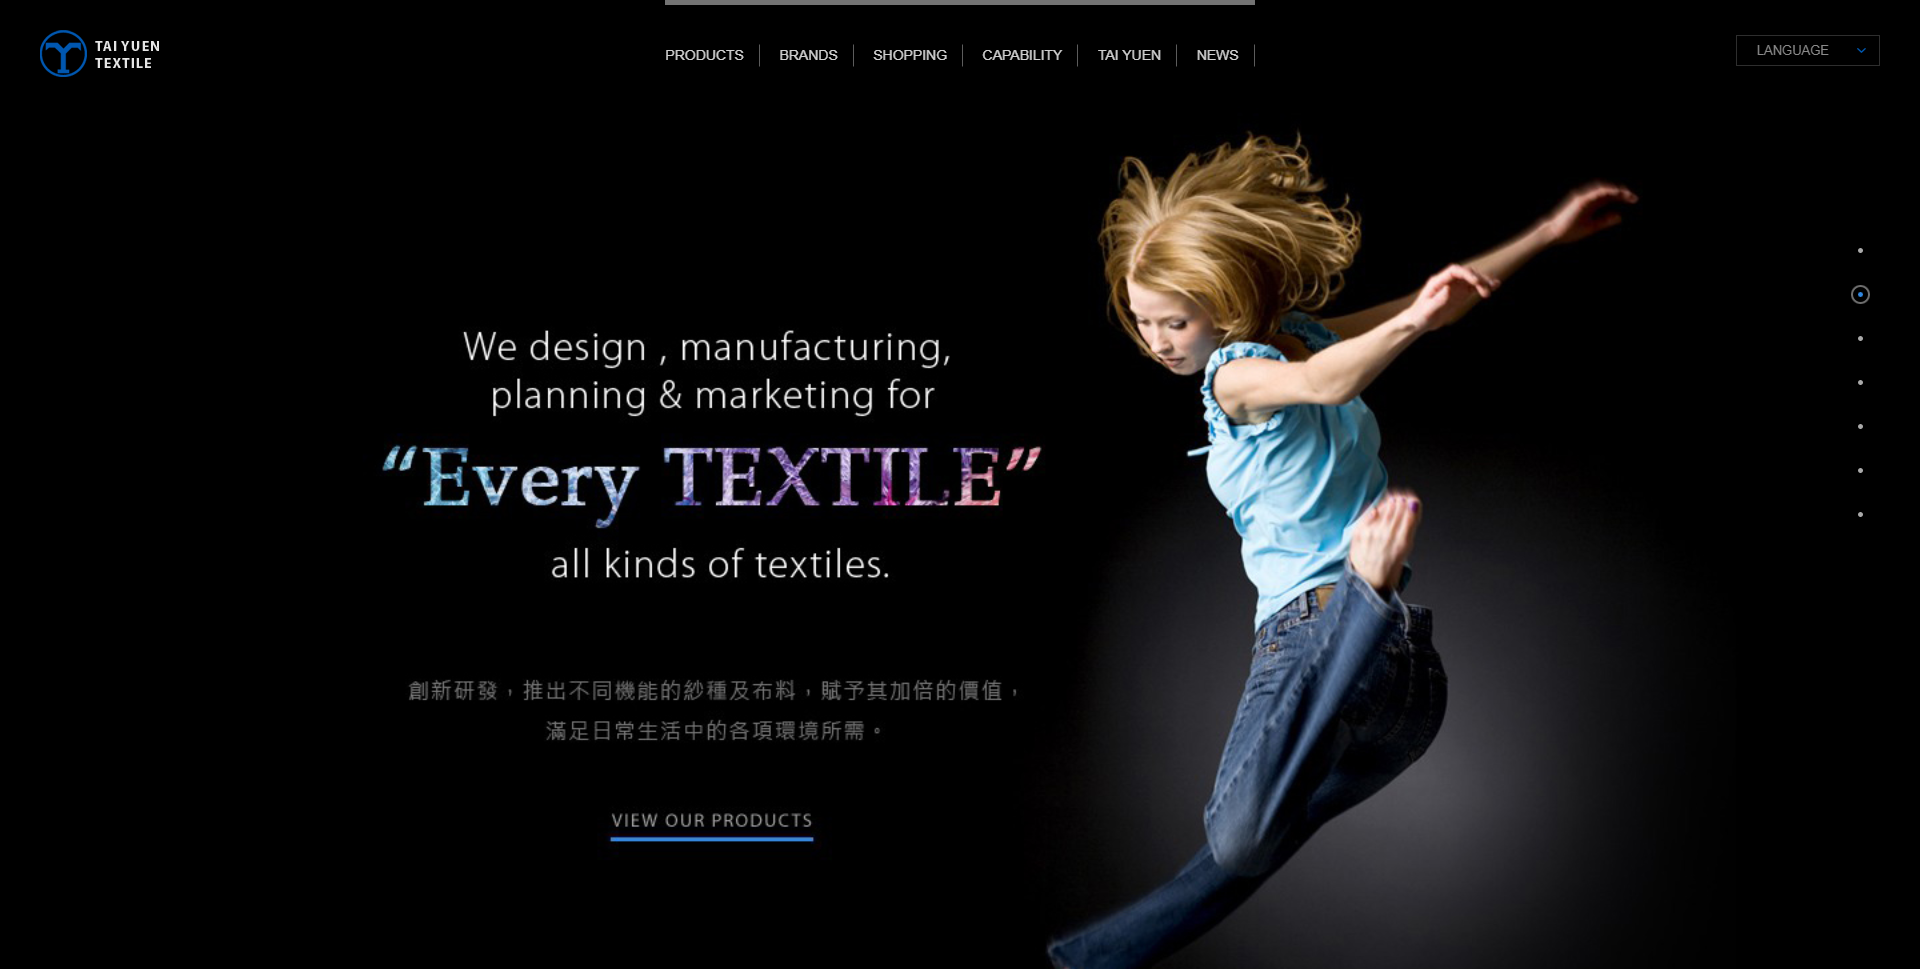 TAI YUEN
TEXTILE
PRODUCTS
BRANDS
SHOPPING
CAPABILITY
TAI YUEN
NEWS
LANGUAGE
We design , manufacturing,
planning & marketing for
“Every TEXTILE”
all kinds of textiles.
創新研發，推出不同機能的紗種及布料，賦予其加倍的價值，
滿足日常生活中的各項環境所需。
VIEW OUR PRODUCTS